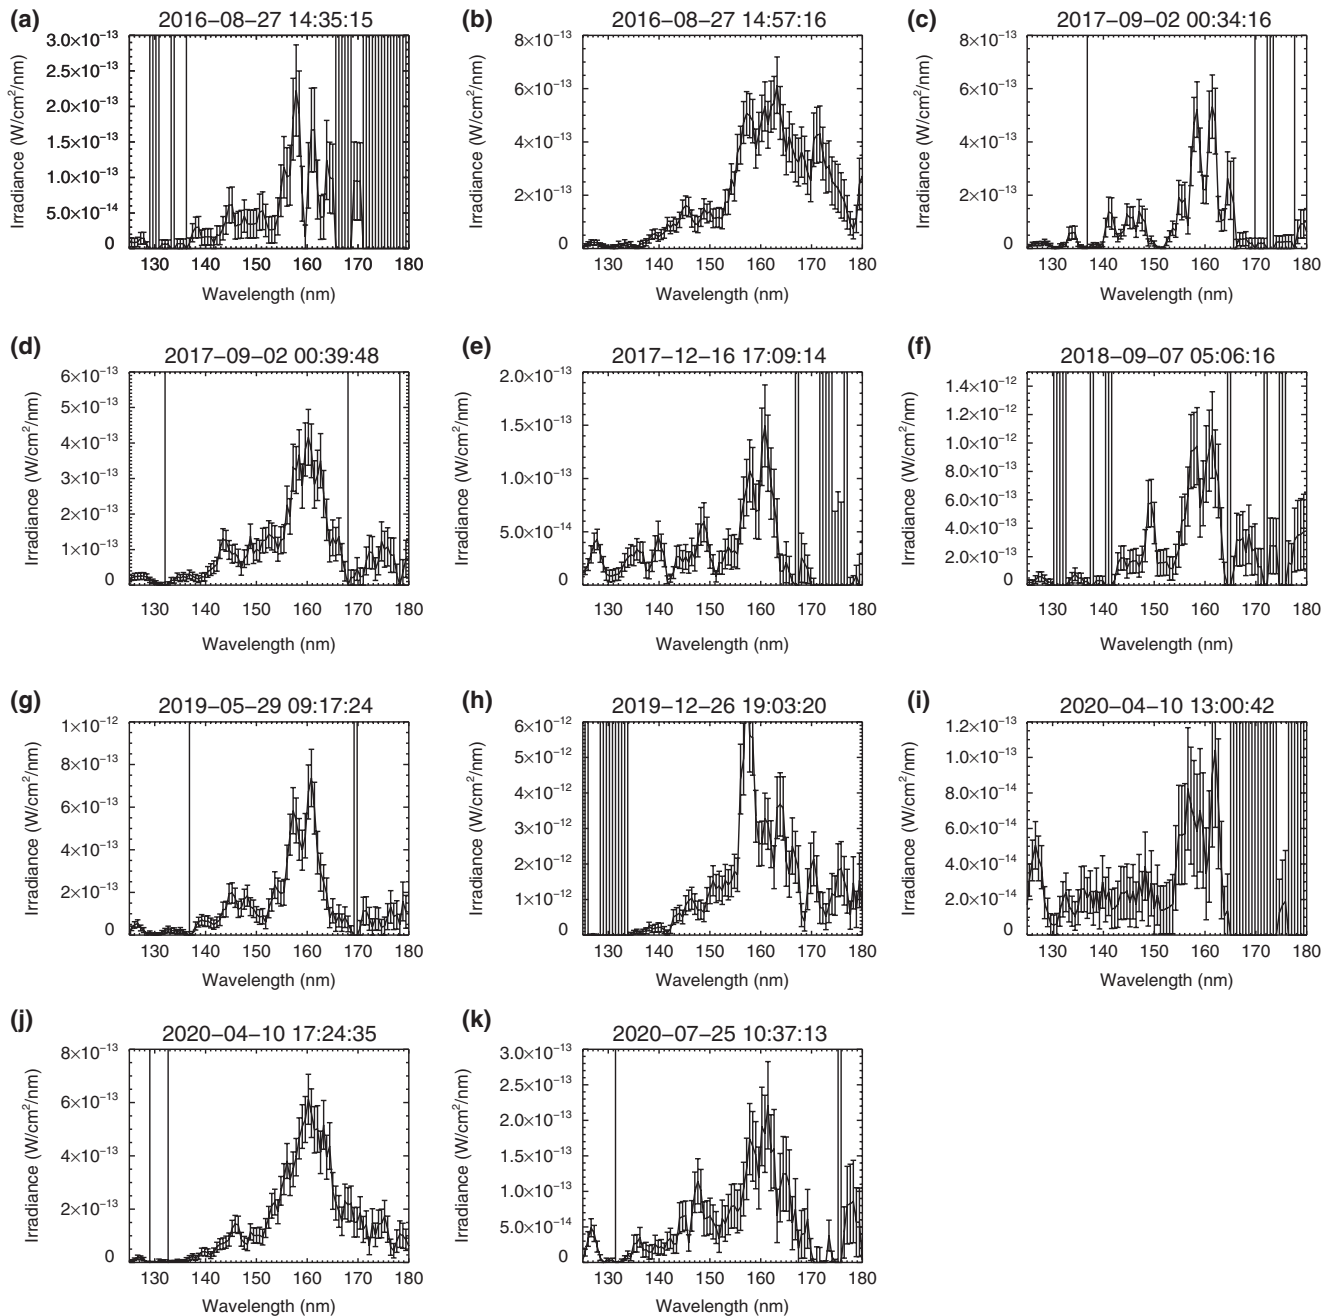 (a)
2016−08−27 14:35:15
Irradiance (W/cm²/nm)
3.0×10⁻¹³
2.5×10⁻¹³
2.0×10⁻¹³
1.5×10⁻¹³
1.0×10⁻¹³
5.0×10⁻¹⁴
0
130 140 150 160 170 180
Wavelength (nm)
(b)
2016−08−27 14:57:16
Irradiance (W/cm²/nm)
8×10⁻¹³
6×10⁻¹³
4×10⁻¹³
2×10⁻¹³
0
130 140 150 160 170 180
Wavelength (nm)
(c)
2017−09−02 00:34:16
Irradiance (W/cm²/nm)
8×10⁻¹³
6×10⁻¹³
4×10⁻¹³
2×10⁻¹³
0
130 140 150 160 170 180
Wavelength (nm)
(d)
2017−09−02 00:39:48
Irradiance (W/cm²/nm)
6×10⁻¹³
5×10⁻¹³
4×10⁻¹³
3×10⁻¹³
2×10⁻¹³
1×10⁻¹³
0
130 140 150 160 170 180
Wavelength (nm)
(e)
2017−12−16 17:09:14
Irradiance (W/cm²/nm)
2.0×10⁻¹³
1.5×10⁻¹³
1.0×10⁻¹³
5.0×10⁻¹⁴
0
130 140 150 160 170 180
Wavelength (nm)
(f)
2018−09−07 05:06:16
Irradiance (W/cm²/nm)
1.4×10⁻¹²
1.2×10⁻¹²
1.0×10⁻¹²
8.0×10⁻¹³
6.0×10⁻¹³
4.0×10⁻¹³
2.0×10⁻¹³
0
130 140 150 160 170 180
Wavelength (nm)
(g)
2019−05−29 09:17:24
Irradiance (W/cm²/nm)
1×10⁻¹²
8×10⁻¹³
6×10⁻¹³
4×10⁻¹³
2×10⁻¹³
0
130 140 150 160 170 180
Wavelength (nm)
(h)
2019−12−26 19:03:20
Irradiance (W/cm²/nm)
6×10⁻¹²
5×10⁻¹²
4×10⁻¹²
3×10⁻¹²
2×10⁻¹²
1×10⁻¹²
0
130 140 150 160 170 180
Wavelength (nm)
(i)
2020−04−10 13:00:42
Irradiance (W/cm²/nm)
1.2×10⁻¹³
1.0×10⁻¹³
8.0×10⁻¹⁴
6.0×10⁻¹⁴
4.0×10⁻¹⁴
2.0×10⁻¹⁴
0
130 140 150 160 170 180
Wavelength (nm)
(j)
2020−04−10 17:24:35
Irradiance (W/cm²/nm)
8×10⁻¹³
6×10⁻¹³
4×10⁻¹³
2×10⁻¹³
0
130 140 150 160 170 180
Wavelength (nm)
(k)
2020−07−25 10:37:13
Irradiance (W/cm²/nm)
3.0×10⁻¹³
2.5×10⁻¹³
2.0×10⁻¹³
1.5×10⁻¹³
1.0×10⁻¹³
5.0×10⁻¹⁴
0
130 140 150 160 170 180
Wavelength (nm)